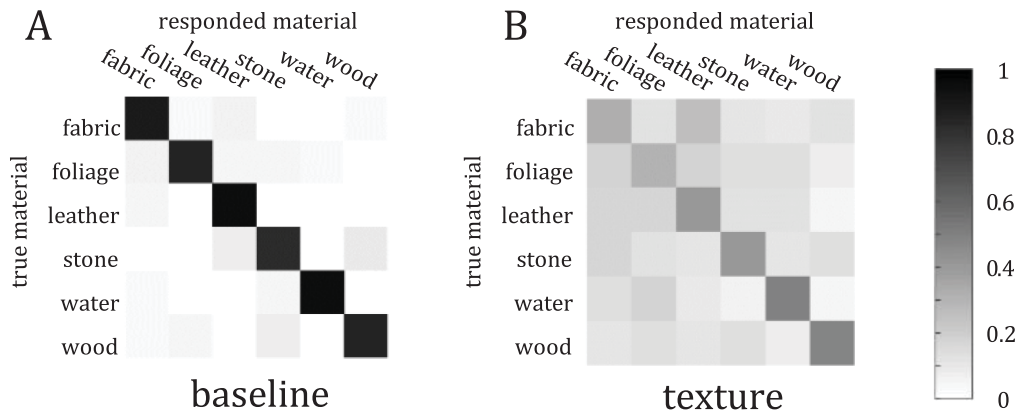 A
responded material
fabric
foliage
leather
stone
water
wood
true material
fabric
foliage
leather
stone
water
wood
baseline
B
responded material
fabric
foliage
leather
stone
water
wood
true material
fabric
foliage
leather
stone
water
wood
texture
1
0.8
0.6
0.4
0.2
0